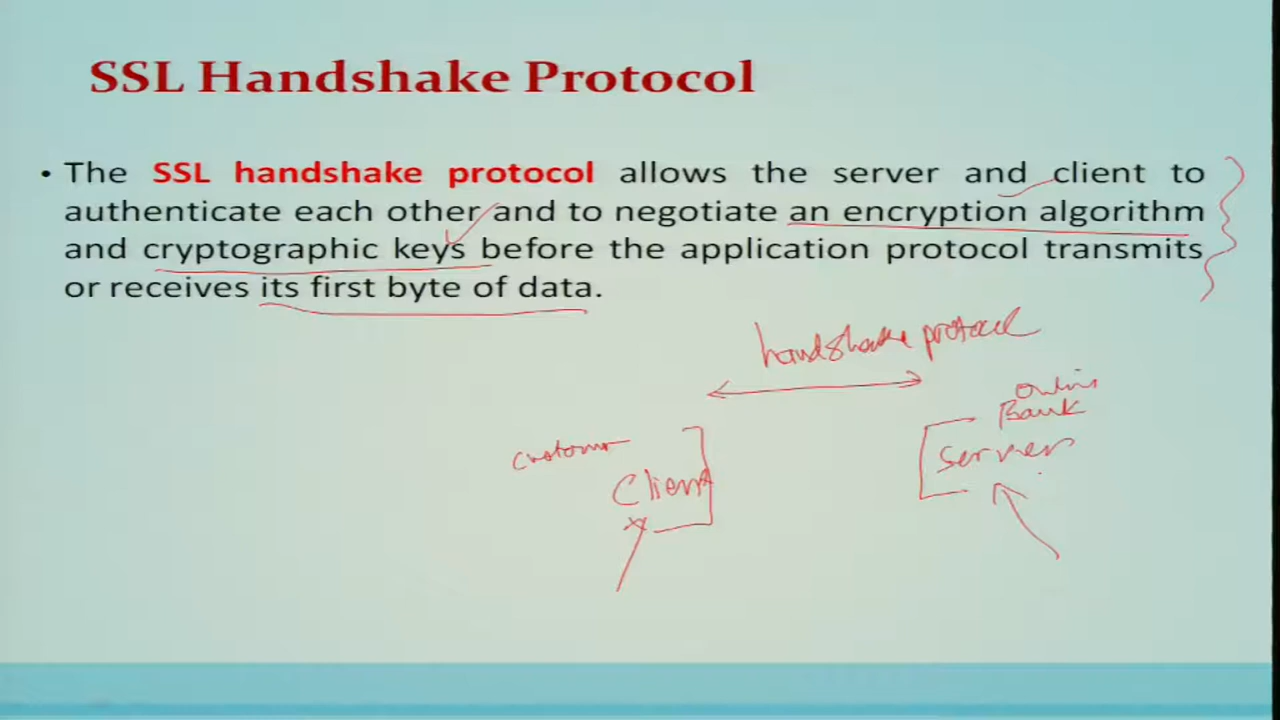 SSL Handshake Protocol
• The SSL handshake protocol allows the server and client to
authenticate each other and to negotiate an encryption algorithm
and cryptographic keys before the application protocol transmits
or receives its first byte of data.
handshake protocol
Online
Bank
customer
Server
Client